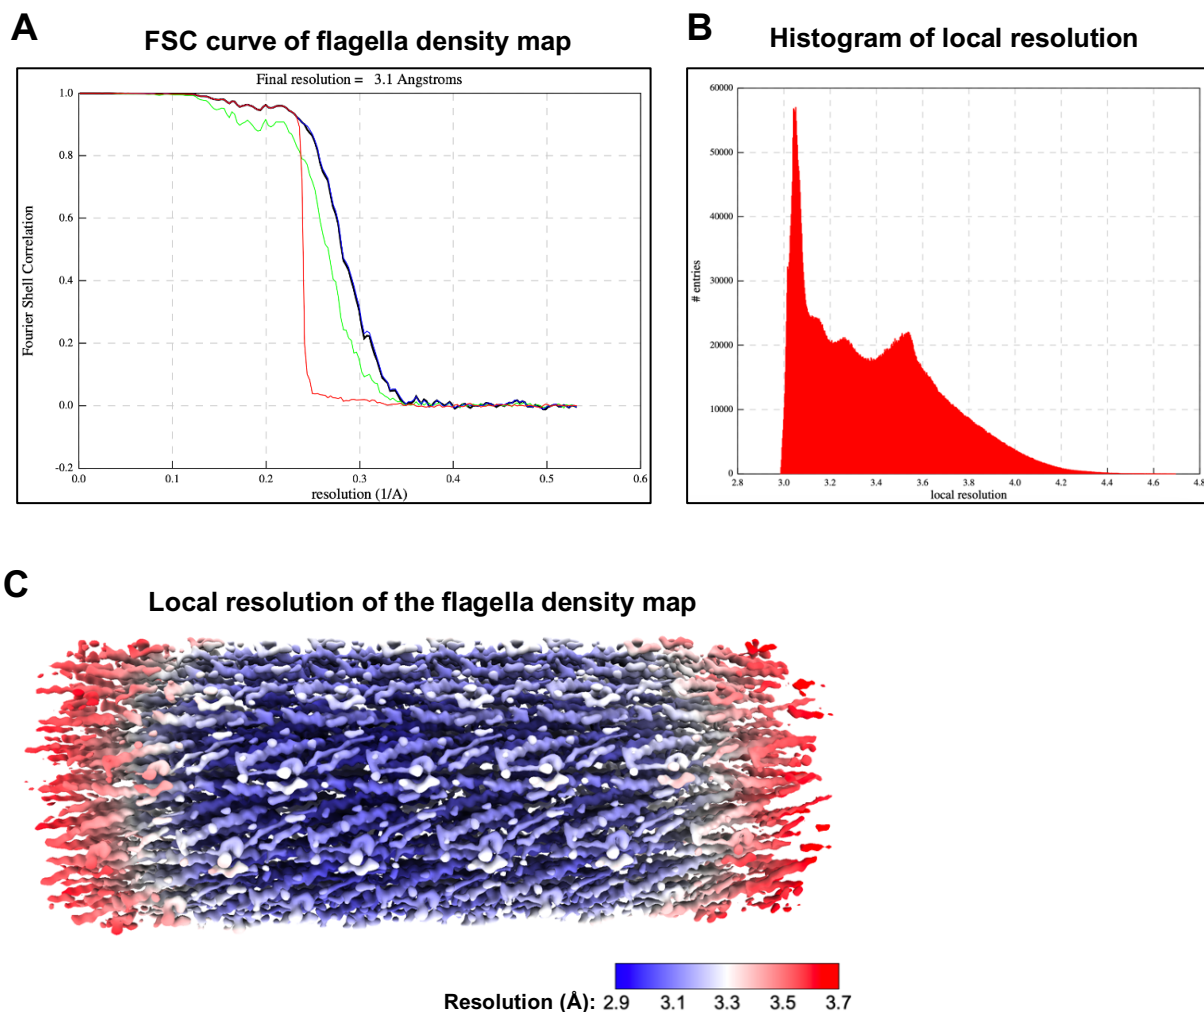 A
FSC curve of flagella density map
Final resolution = 3.1 Angstroms
1.0
0.8
0.6
0.4
0.2
0.0
-0.2
Fourier Shell Correlation
0.0 0.1 0.2 0.3 0.4 0.5 0.6
resolution (1/A)
B
Histogram of local resolution
60000
50000
40000
30000
20000
10000
0
# entries
2.8 3.0 3.2 3.4 3.6 3.8 4.0 4.2 4.4 4.6 4.8
local resolution
C
Local resolution of the flagella density map
Resolution (Å): 2.9 3.1 3.3 3.5 3.7